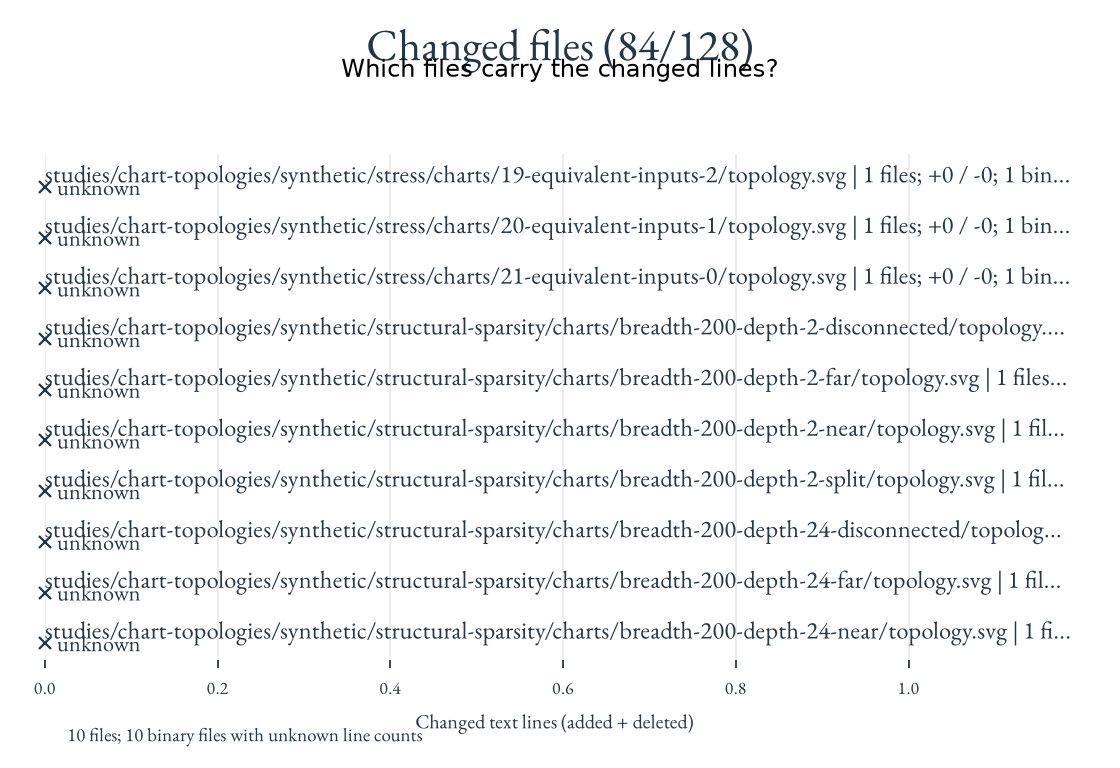 Changed files (84/128)
Which files carry the changed lines?
studies/chart-topologies/synthetic/stress/charts/19-equivalent-inputs-2/topology.svg | 1 files; +0 / -0; 1 bin...
unknown
studies/chart-topologies/synthetic/stress/charts/20-equivalent-inputs-1/topology.svg | 1 files; +0 / -0; 1 bin...
unknown
studies/chart-topologies/synthetic/stress/charts/21-equivalent-inputs-0/topology.svg | 1 files; +0 / -0; 1 bin...
unknown
studies/chart-topologies/synthetic/structural-sparsity/charts/breadth-200-depth-2-disconnected/topology....
unknown
studies/chart-topologies/synthetic/structural-sparsity/charts/breadth-200-depth-2-far/topology.svg | 1 files...
unknown
studies/chart-topologies/synthetic/structural-sparsity/charts/breadth-200-depth-2-near/topology.svg | 1 fil...
unknown
studies/chart-topologies/synthetic/structural-sparsity/charts/breadth-200-depth-2-split/topology.svg | 1 fil...
unknown
studies/chart-topologies/synthetic/structural-sparsity/charts/breadth-200-depth-24-disconnected/topolog...
unknown
studies/chart-topologies/synthetic/structural-sparsity/charts/breadth-200-depth-24-far/topology.svg | 1 fil...
unknown
studies/chart-topologies/synthetic/structural-sparsity/charts/breadth-200-depth-24-near/topology.svg | 1 fi...
unknown
0.0 0.2 0.4 0.6 0.8 1.0
Changed text lines (added + deleted)
10 files; 10 binary files with unknown line counts